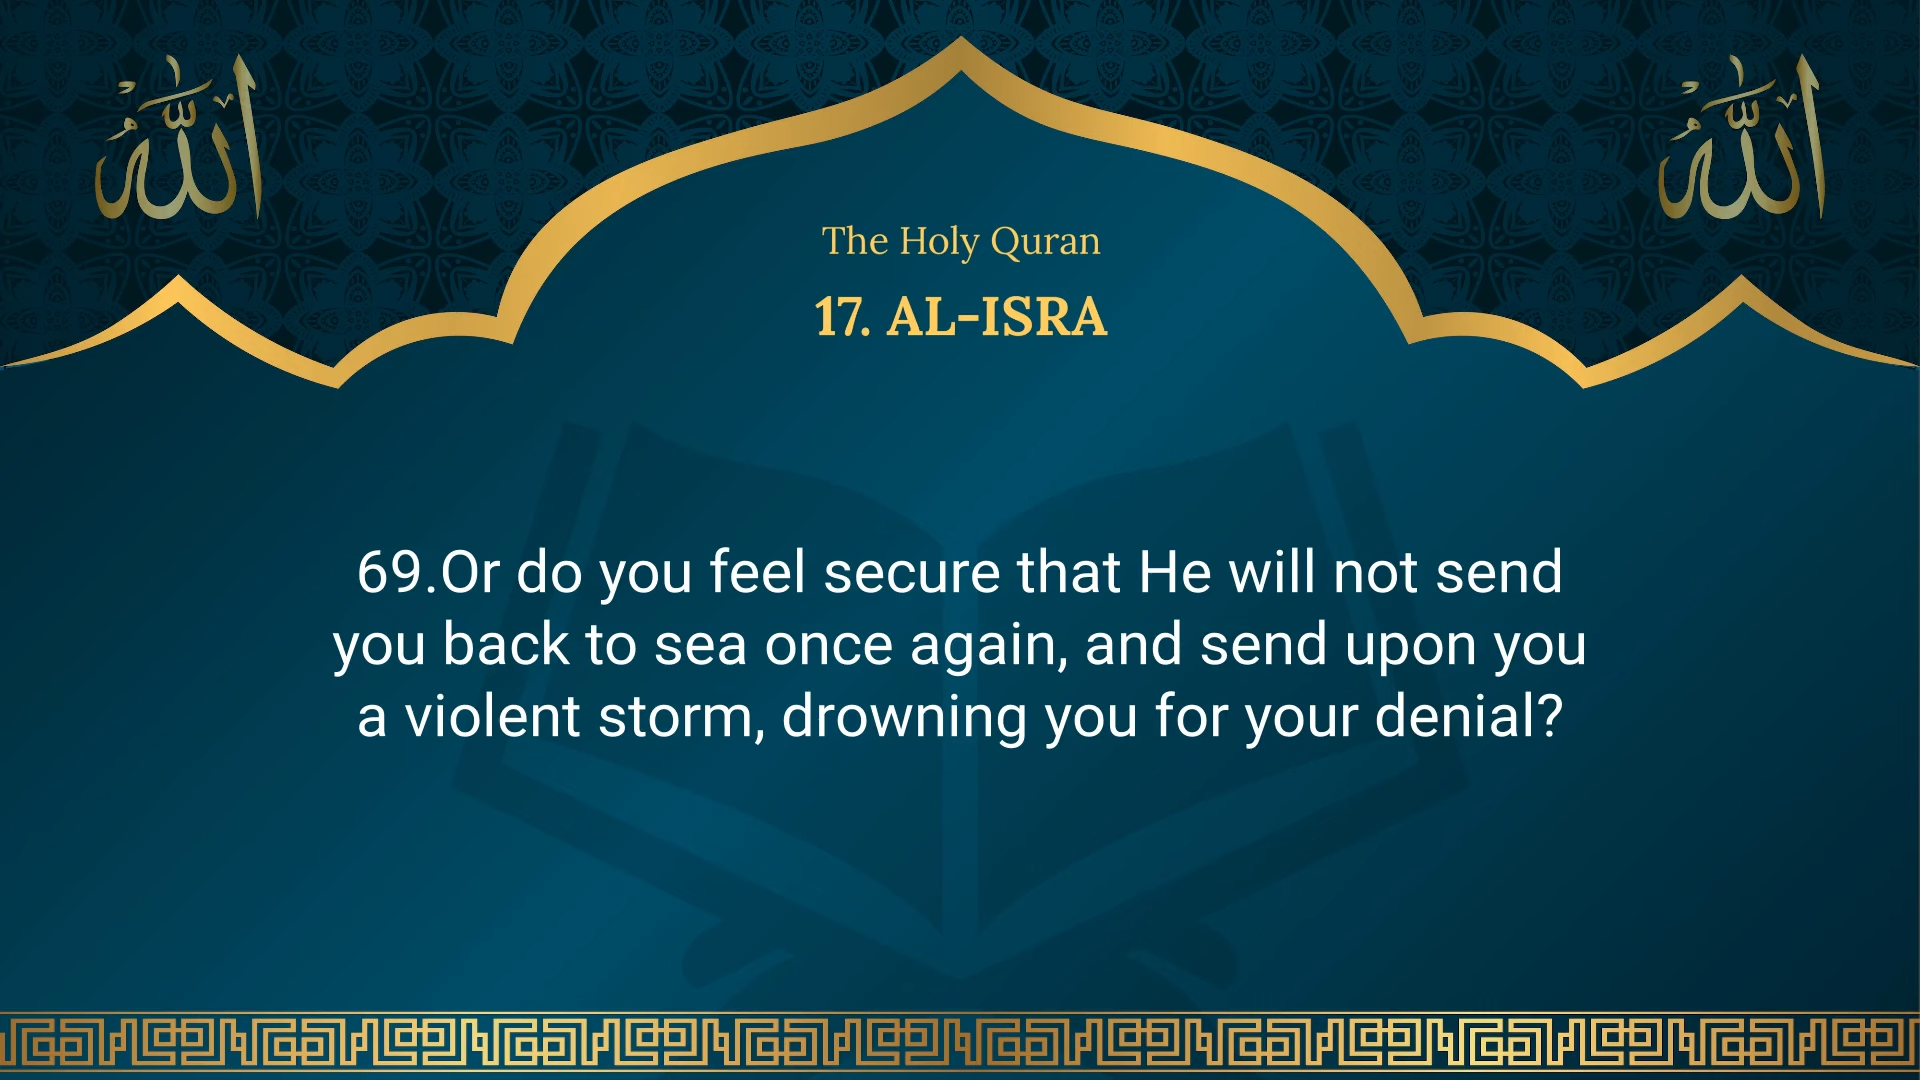 الله
الله
The Holy Quran
17. AL-ISRA
69.Or do you feel secure that He will not send
you back to sea once again, and send upon you
a violent storm, drowning you for your denial?